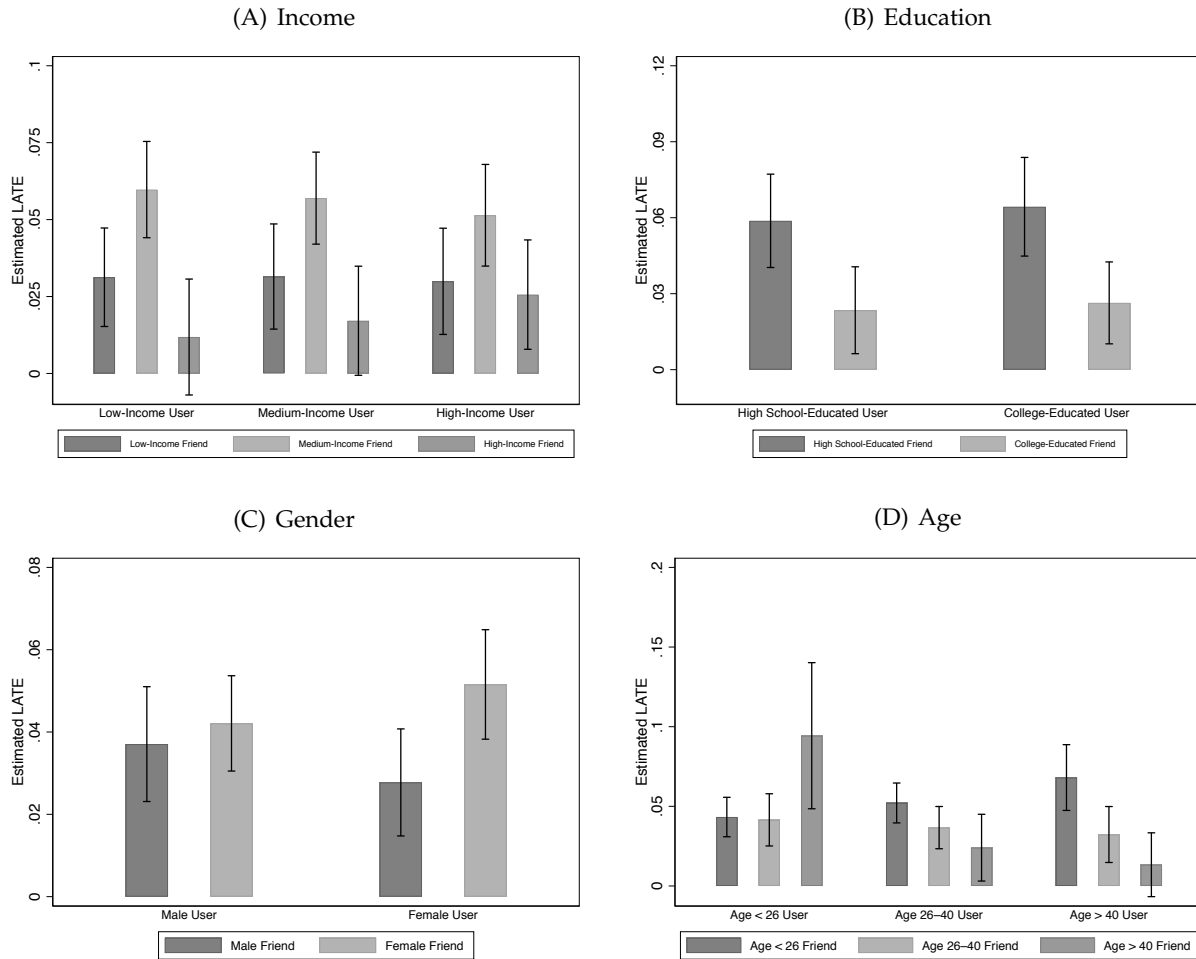 (A) Income
Estimated LATE
0 .025 .05 .075 .1
Low-Income User Medium-Income User High-Income User
Low-Income Friend Medium-Income Friend High-Income Friend
(B) Education
Estimated LATE
0 .03 .06 .09 .12
High School-Educated User College-Educated User
High School-Educated Friend College-Educated Friend
(C) Gender
Estimated LATE
0 .02 .04 .06 .08
Male User Female User
Male Friend Female Friend
(D) Age
Estimated LATE
0 .05 .1 .15 .2
Age < 26 User Age 26–40 User Age > 40 User
Age < 26 Friend Age 26–40 Friend Age > 40 Friend